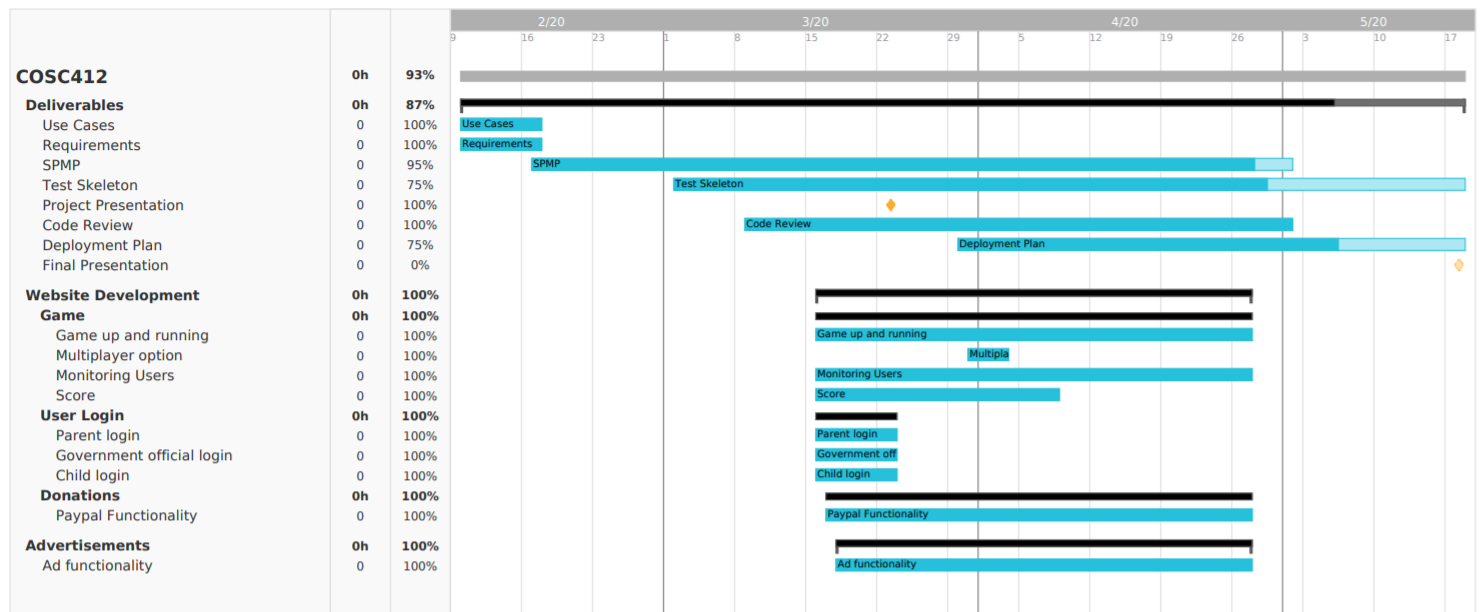 2/20 3/20 4/20 5/20
9 16 23 1 8 15 22 29 5 12 19 26 3 10 17
COSC412 0h 93%
Deliverables 0h 87%
Use Cases 0 100% Use Cases
Requirements 0 100% Requirements
SPMP 0 95% SPMP
Test Skeleton 0 75% Test Skeleton
Project Presentation 0 100%
Code Review 0 100% Code Review
Deployment Plan 0 75% Deployment Plan
Final Presentation 0 0%
Website Development 0h 100%
Game 0h 100%
Game up and running 0 100% Game up and running
Multiplayer option 0 100% Multipla
Monitoring Users 0 100% Monitoring Users
Score 0 100% Score
User Login 0h 100%
Parent login 0 100% Parent login
Government official login 0 100% Government off
Child login 0 100% Child login
Donations 0h 100%
Paypal Functionality 0 100% Paypal Functionality
Advertisements 0h 100%
Ad functionality 0 100% Ad functionality